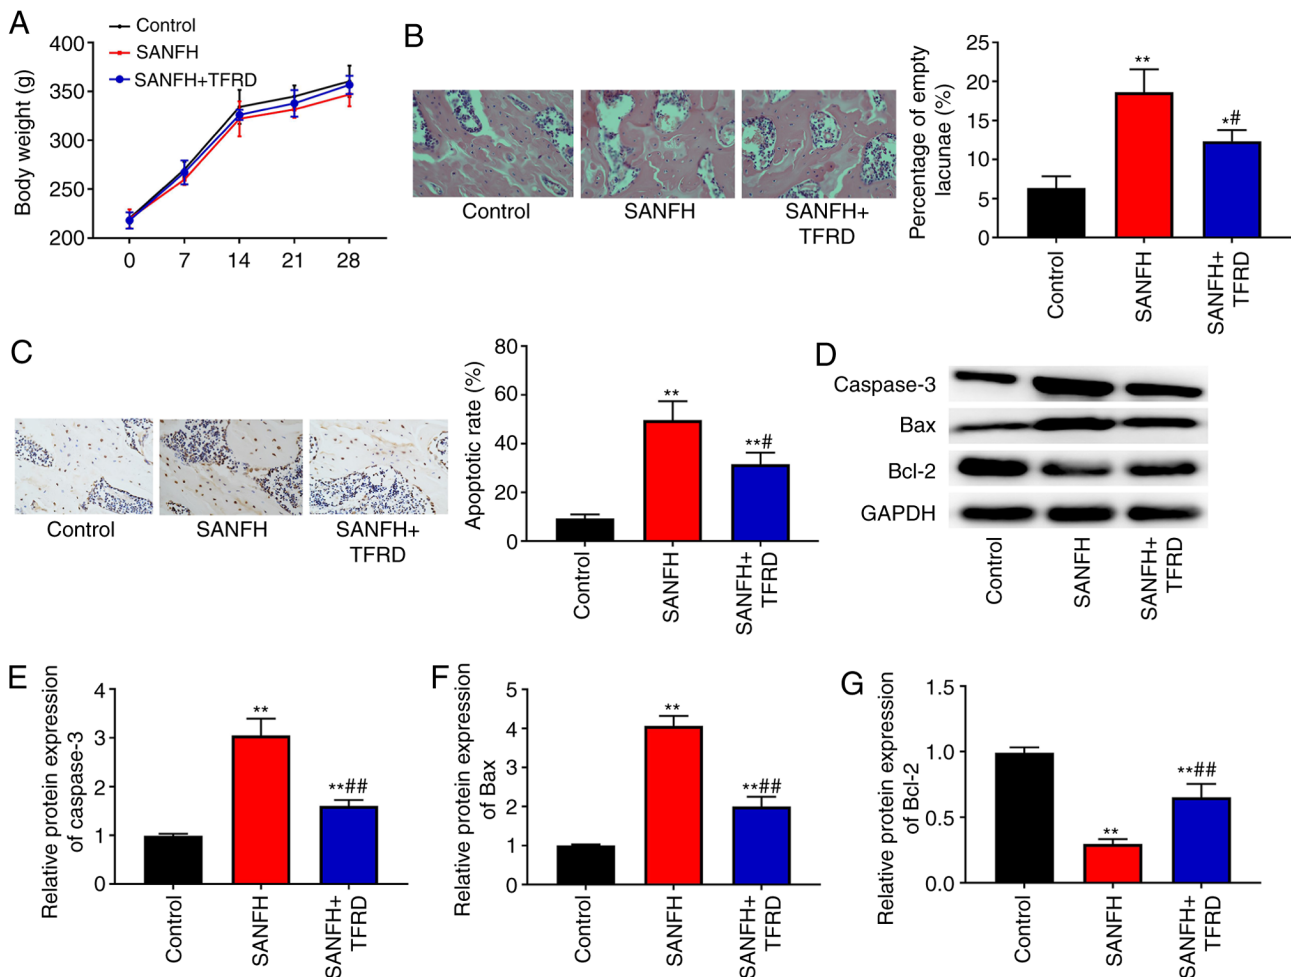 A
Control
SANFH
SANFH+TFRD
Body weight (g)
400
350
300
250
200
0
7
14
21
28
B
Control
SANFH
SANFH+
TFRD
Percentage of empty
lacunae (%)
25
20
15
10
5
0
**
*#
Control
SANFH
SANFH+
TFRD
C
Control
SANFH
SANFH+
TFRD
Apoptotic rate (%)
80
60
40
20
0
**
**#
Control
SANFH
SANFH+
TFRD
D
Caspase-3
Bax
Bcl-2
GAPDH
Control
SANFH
SANFH+
TFRD
E
Relative protein expression
of caspase-3
4
3
2
1
0
**
**##
Control
SANFH
SANFH+
TFRD
F
Relative protein expression
of Bax
5
4
3
2
1
0
**
**##
Control
SANFH
SANFH+
TFRD
G
Relative protein expression
of Bcl-2
1.5
1.0
0.5
0.0
**
**##
Control
SANFH
SANFH+
TFRD